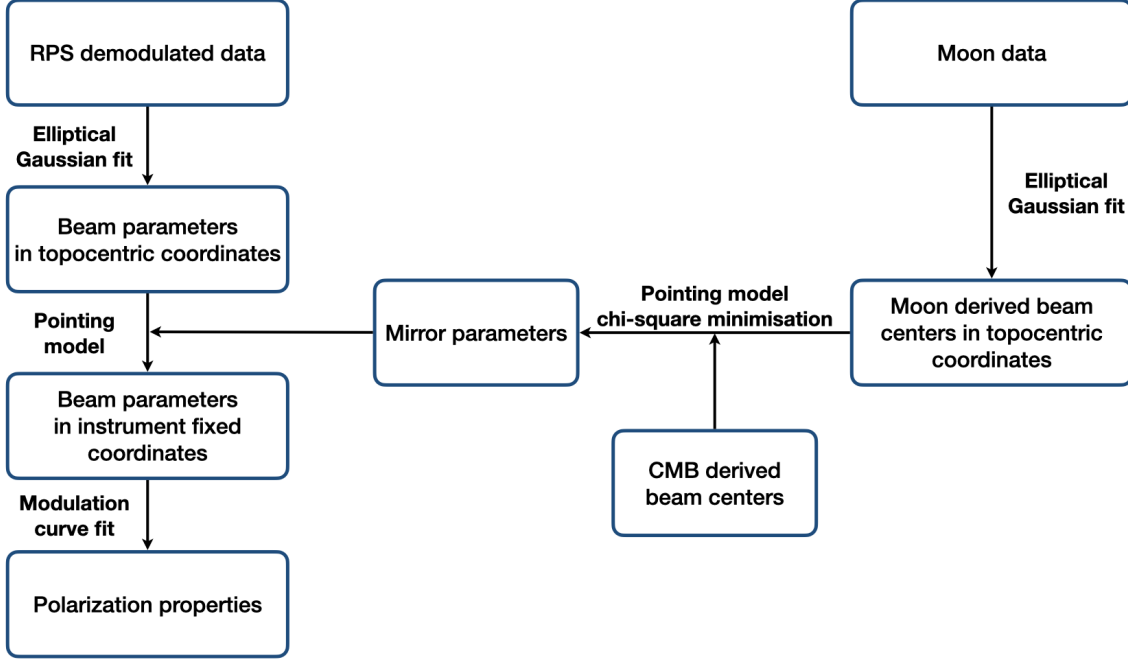 RPS demodulated data
Elliptical
Gaussian fit
Beam parameters
in topocentric coordinates
Pointing
model
Beam parameters
in instrument fixed
coordinates
Modulation
curve fit
Polarization properties
Mirror parameters
Pointing model
chi-square minimisation
CMB derived
beam centers
Moon data
Elliptical
Gaussian fit
Moon derived beam
centers in topocentric
coordinates